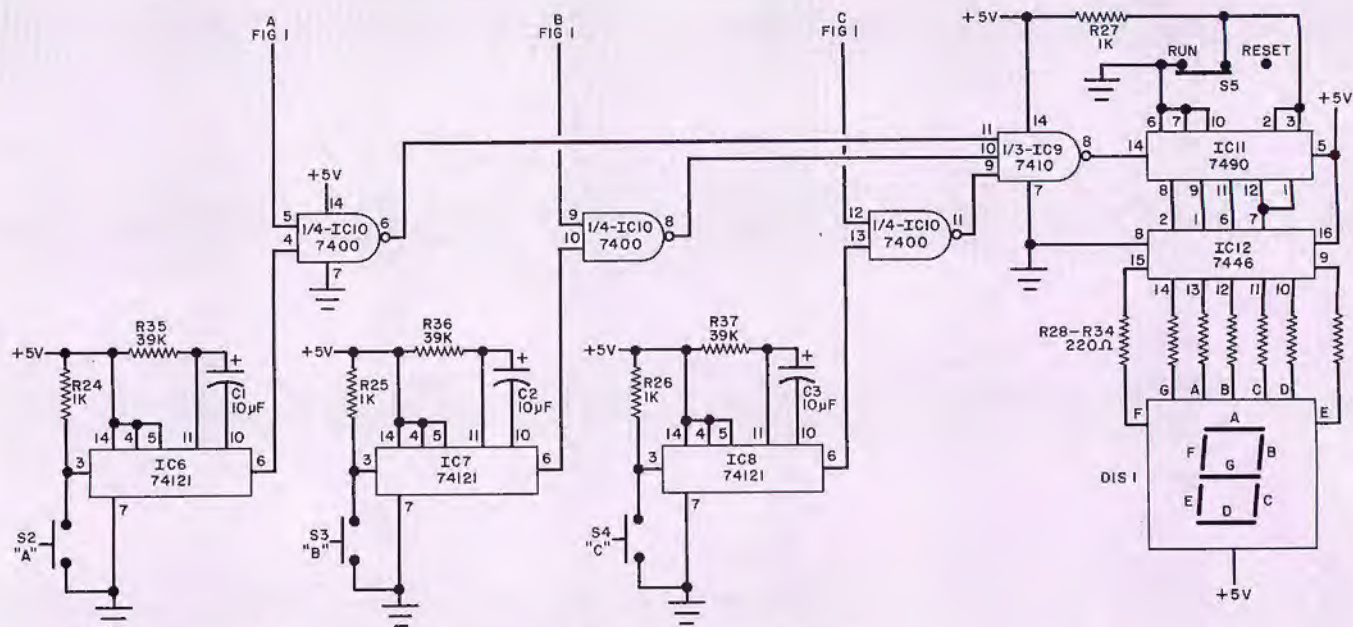 A
FIG 1
B
FIG 1
C
FIG 1
+5V
R27
1K
RUN
RESET
S5
+5V
14
6
7
10
2
3
11
10
9
1/3-IC9
7410
8
7
14
IC11
7490
5
8
9
11
12
1
2
1
6
7
+5V
14
5
4
1/4-IC10
7400
6
7
9
10
1/4-IC10
7400
8
12
13
1/4-IC10
7400
11
8
15
IC12
7446
16
9
14
13
12
11
10
R28-R34
220Ω
R35
39K
+5V
R24
1K
+
C1
10µF
14
4
5
11
10
3
IC6
74121
6
7
S2
"A"
R36
39K
+5V
R25
1K
+
C2
10µF
14
4
5
11
10
3
IC7
74121
6
7
S3
"B"
R37
39K
+5V
R26
1K
+
C3
10µF
14
4
5
11
10
3
IC8
74121
6
7
S4
"C"
G
A
B
C
D
F
E
DIS 1
A
F
B
G
E
C
D
+5V